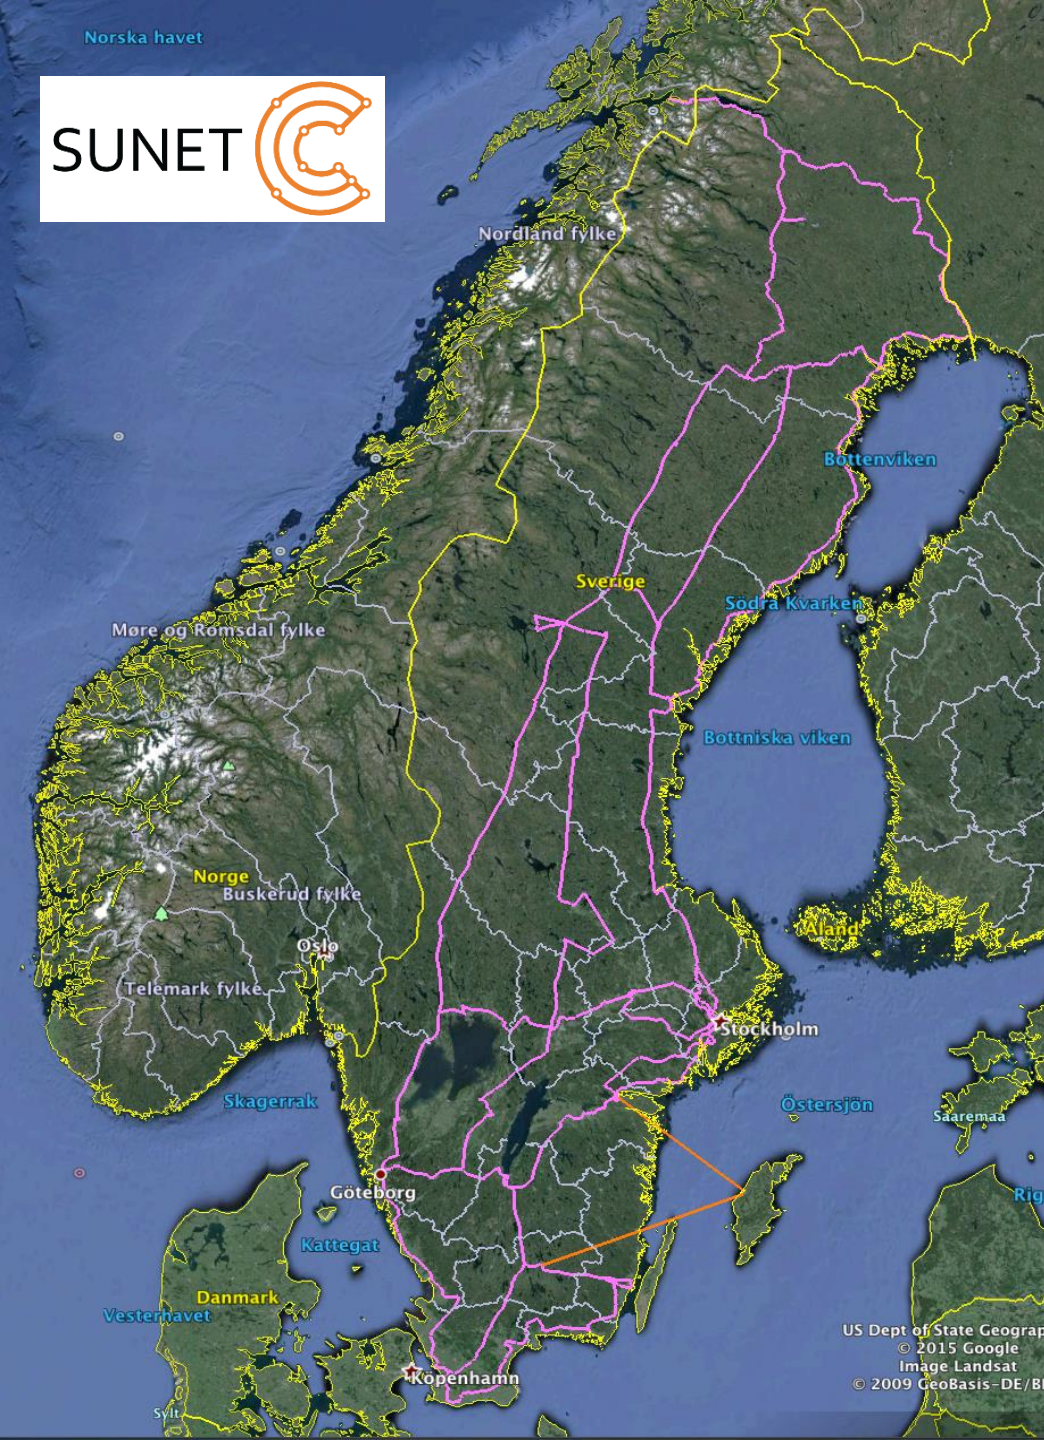 Norska havet
SUNET
Nordland fylke
Bottenviken
Sverige
Södra Kvarken
Møre og Romsdal fylke
Bottniska viken
Norge
Buskerud fylke
Åland
Oslo
Telemark fylke
Stockholm
Skagerrak
Östersjön
Saaremaa
Göteborg
Rig
Kattegat
Danmark
Vesterhavet
US Dept of State Geograp
© 2015 Google
Image Landsat
© 2009 GeoBasis-DE/B
Köpenhamn
Sylt